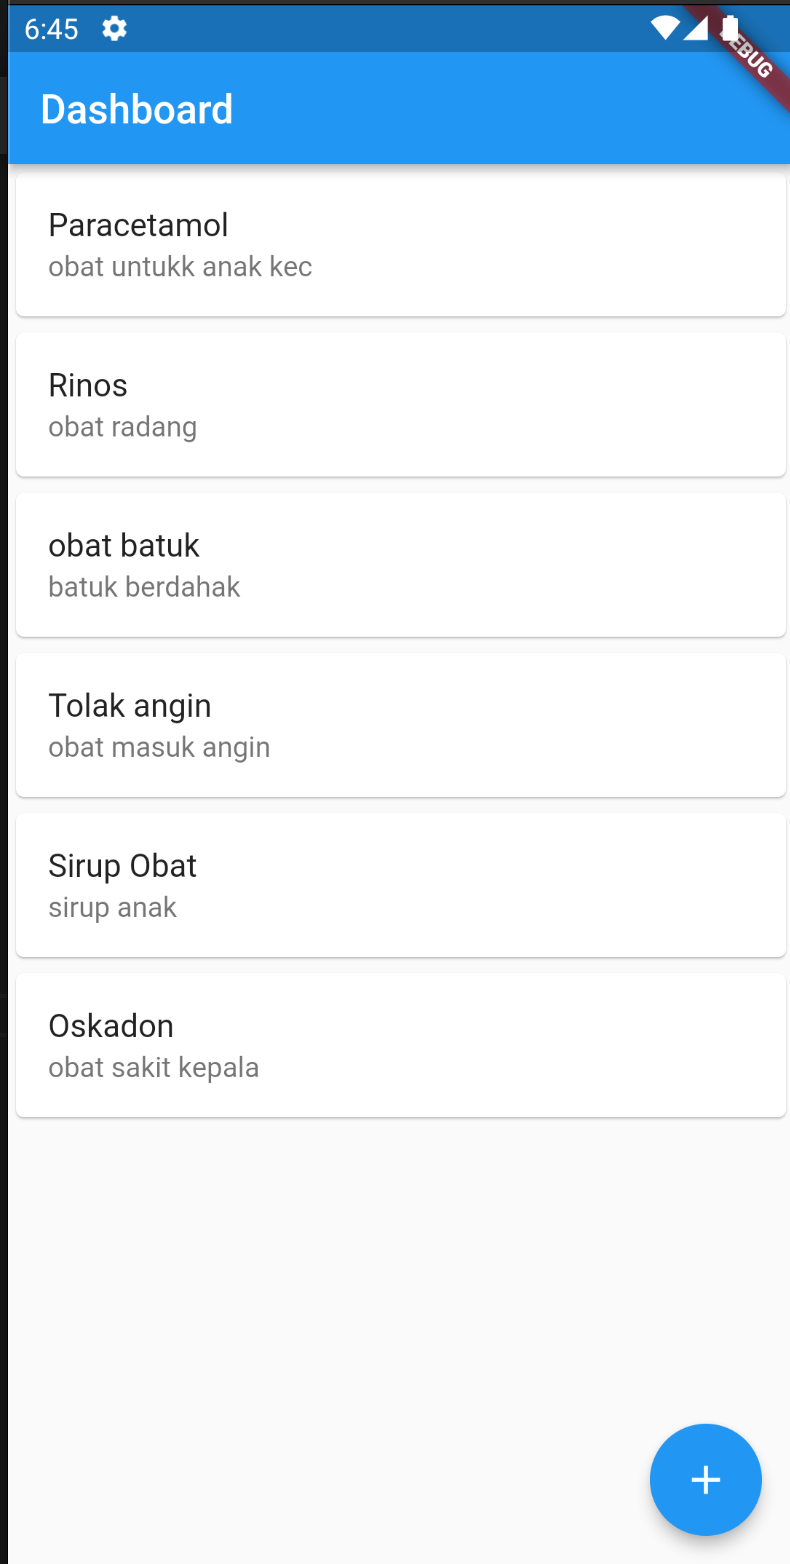 6:45
DEBUG
Dashboard
Paracetamol
obat untukk anak kec
Rinos
obat radang
obat batuk
batuk berdahak
Tolak angin
obat masuk angin
Sirup Obat
sirup anak
Oskadon
obat sakit kepala
+